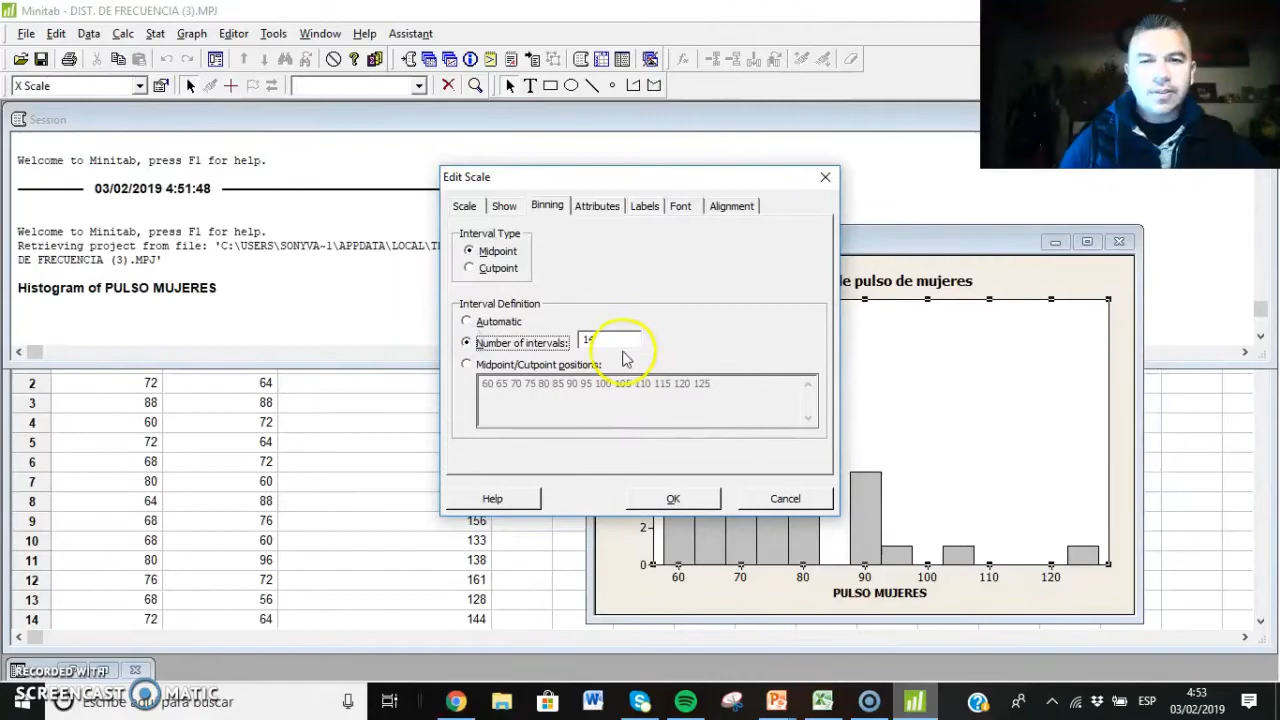 Minitab - DIST. DE FRECUENCIA (3).MPJ
File Edit Data Calc Stat Graph Editor Tools Window Help Assistant
X Scale
Session
Welcome to Minitab, press F1 for help.
03/02/2019 4:51:48
Welcome to Minitab, press F1 for help.
Retrieving project from file: 'C:\USERS\SONYVA~1\APPDATA\LOCAL\T
DE FRECUENCIA (3).MPJ'
Histogram of PULSO MUJERES
Edit Scale
Scale Show Binning Attributes Labels Font Alignment
Interval Type
Midpoint
Cutpoint
Interval Definition
Automatic
Number of intervals: 14
Midpoint/Cutpoint positions:
60 65 70 75 80 85 90 95 100 105 110 115 120 125
Help OK Cancel
de pulso de mujeres
2
0
60 70 80 90 100 110 120
PULSO MUJERES
2 72 64
3 88 88
4 60 72
5 72 64
6 68 72
7 80 60
8 64 88
9 68 76 156
10 68 60 133
11 80 96 138
12 76 72 161
13 68 56 128
14 72 64 144
RECORDED WITH
SCREENCAST MATIC
Escribe aquí para buscar
ESP
4:53
03/02/2019